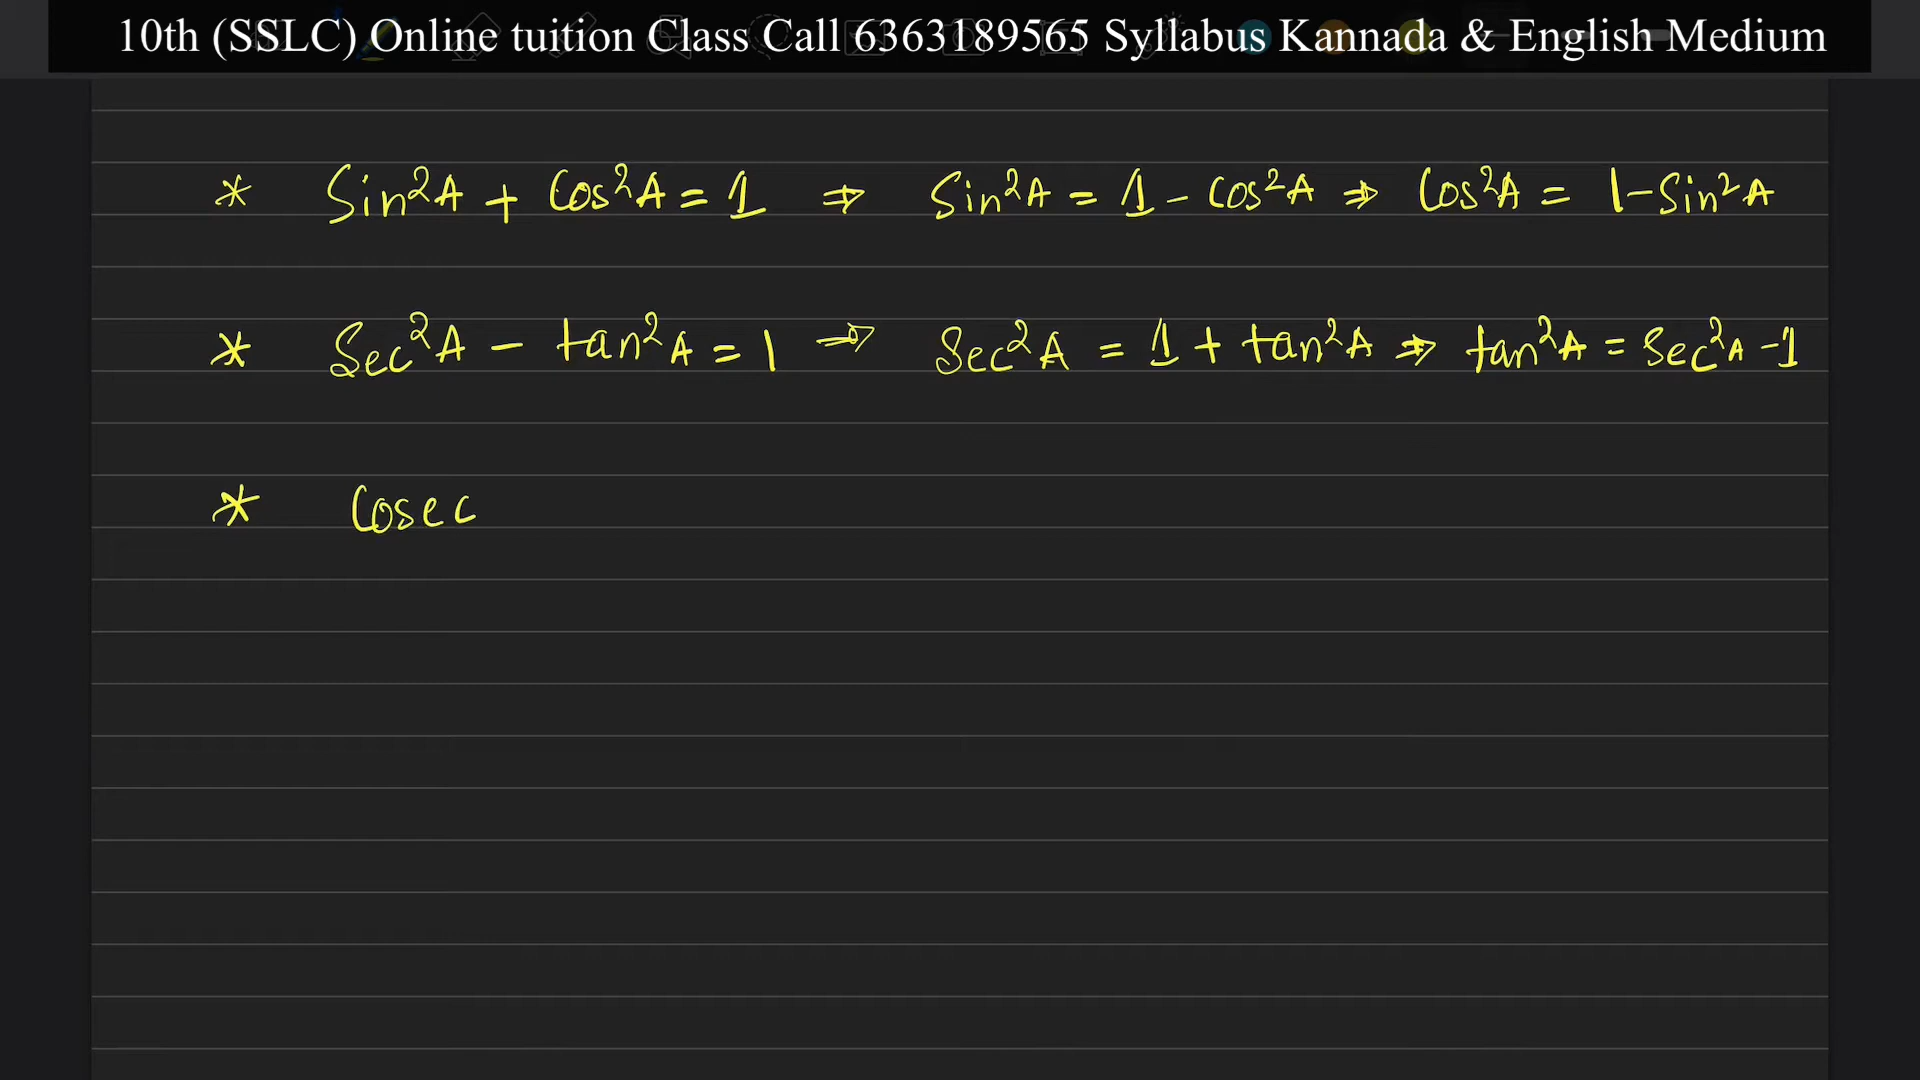 10th (SSLC) Online tuition Class Call 6363189565 Syllabus Kannada & English Medium
* Sin²A + Cos²A = 1 ⇒ Sin²A = 1 - Cos²A ⇒ Cos²A = 1 - Sin²A
* Sec²A - tan²A = 1 ⇒ Sec²A = 1 + tan²A ⇒ tan²A = Sec²A - 1
* Cosec